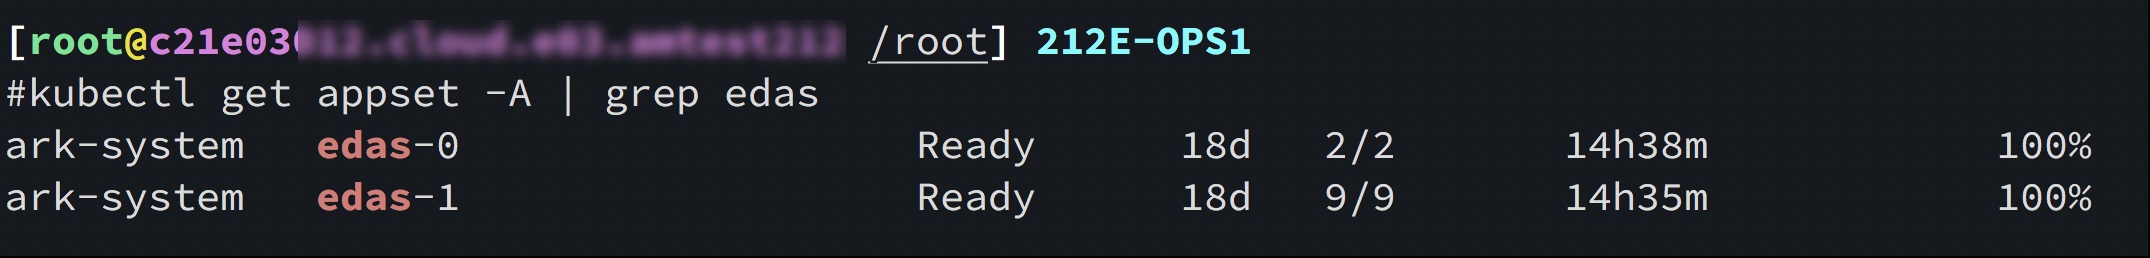 [root@c21e03 /root] 212E-OPS1
#kubectl get appset -A | grep edas
ark-system edas-0 Ready 18d 2/2 14h38m 100%
ark-system edas-1 Ready 18d 9/9 14h35m 100%